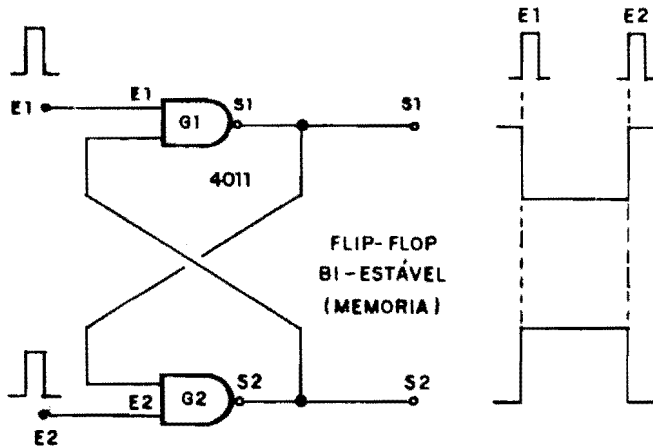 E1 E2
E1 E1 G1 S1 S1
4011
FLIP-FLOP
BI-ESTÁVEL
(MEMORIA)
E2 E2 G2 S2 S2